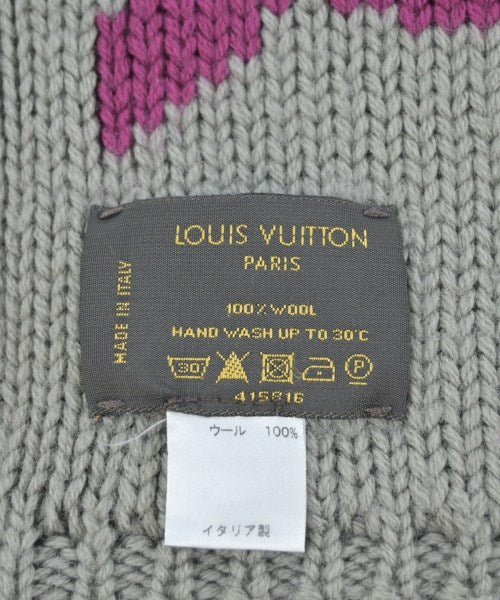 LOUIS VUITTON
PARIS
MADE IN ITALY
100% WOOL
HAND WASH UP TO 30°C
30 P
415816
ウール 100%
イタリア製